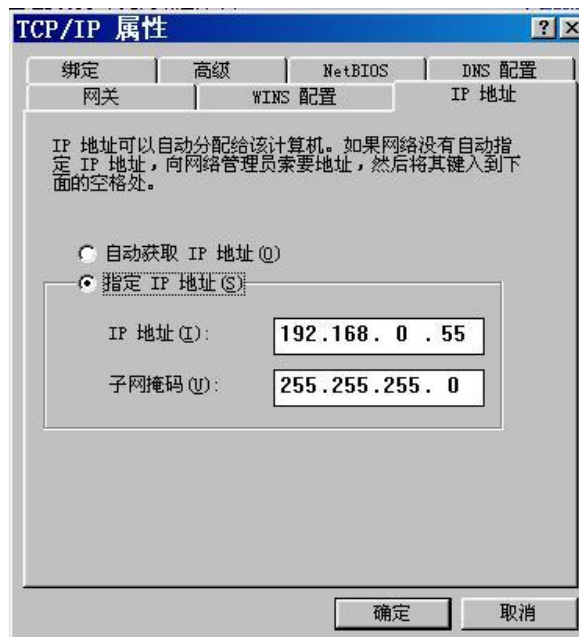 TCP/IP 属性
绑定 高级 NetBIOS DNS 配置
网关 WINS 配置 IP 地址
IP 地址可以自动分配给该计算机。如果网络没有自动指
定 IP 地址，向网络管理员索要地址，然后将其键入到下
面的空格处。
自动获取 IP 地址(O)
指定 IP 地址(S)
IP 地址(I): 192.168. 0 .55
子网掩码(U): 255.255.255. 0
确定 取消